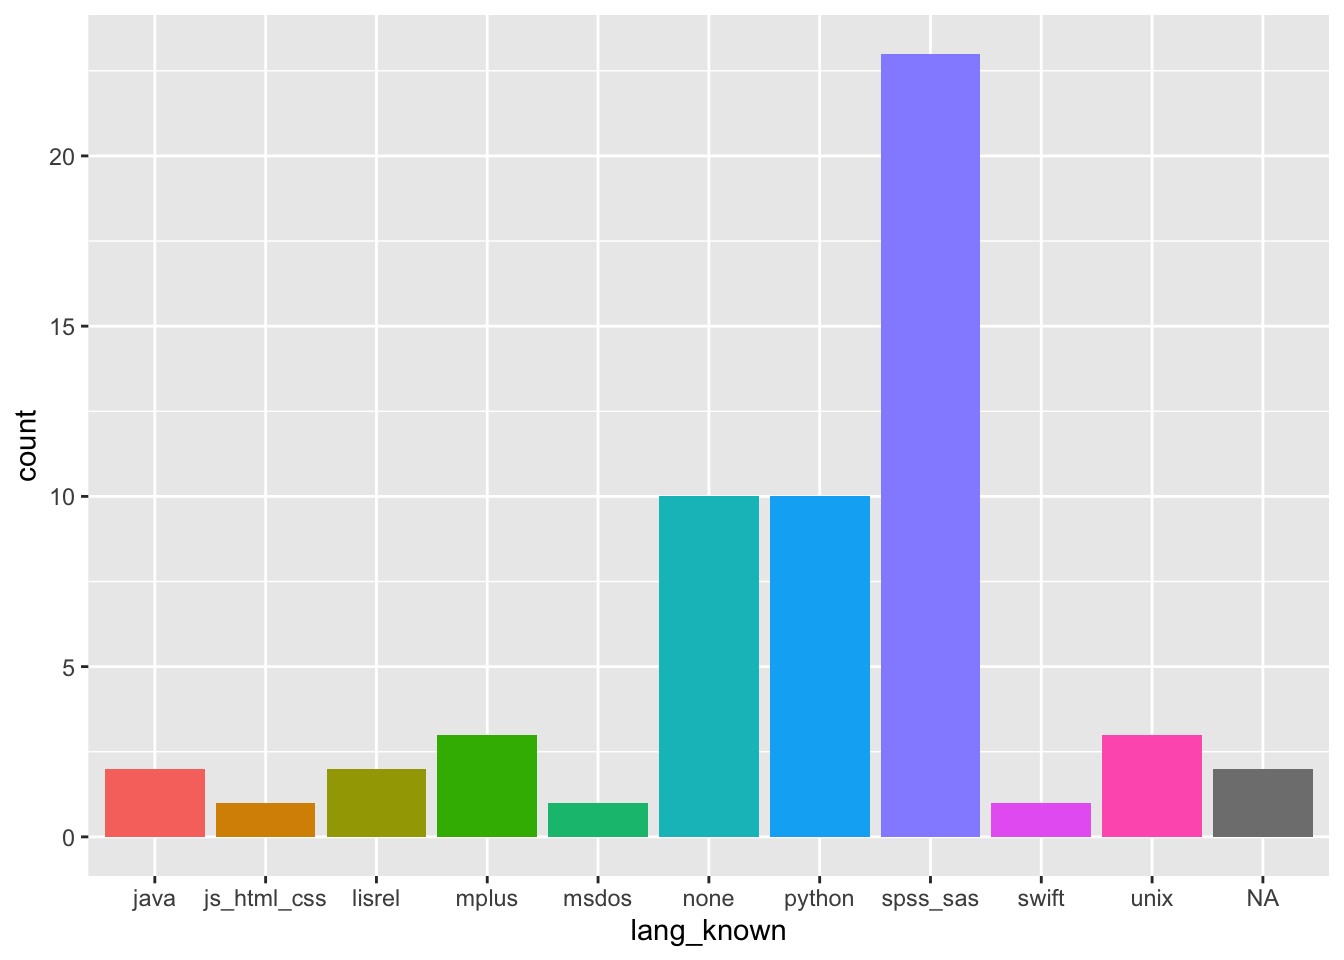 count
20
15
10
5
0
java js_html_css lisrel mplus msdos none python spss_sas swift unix NA
lang_known